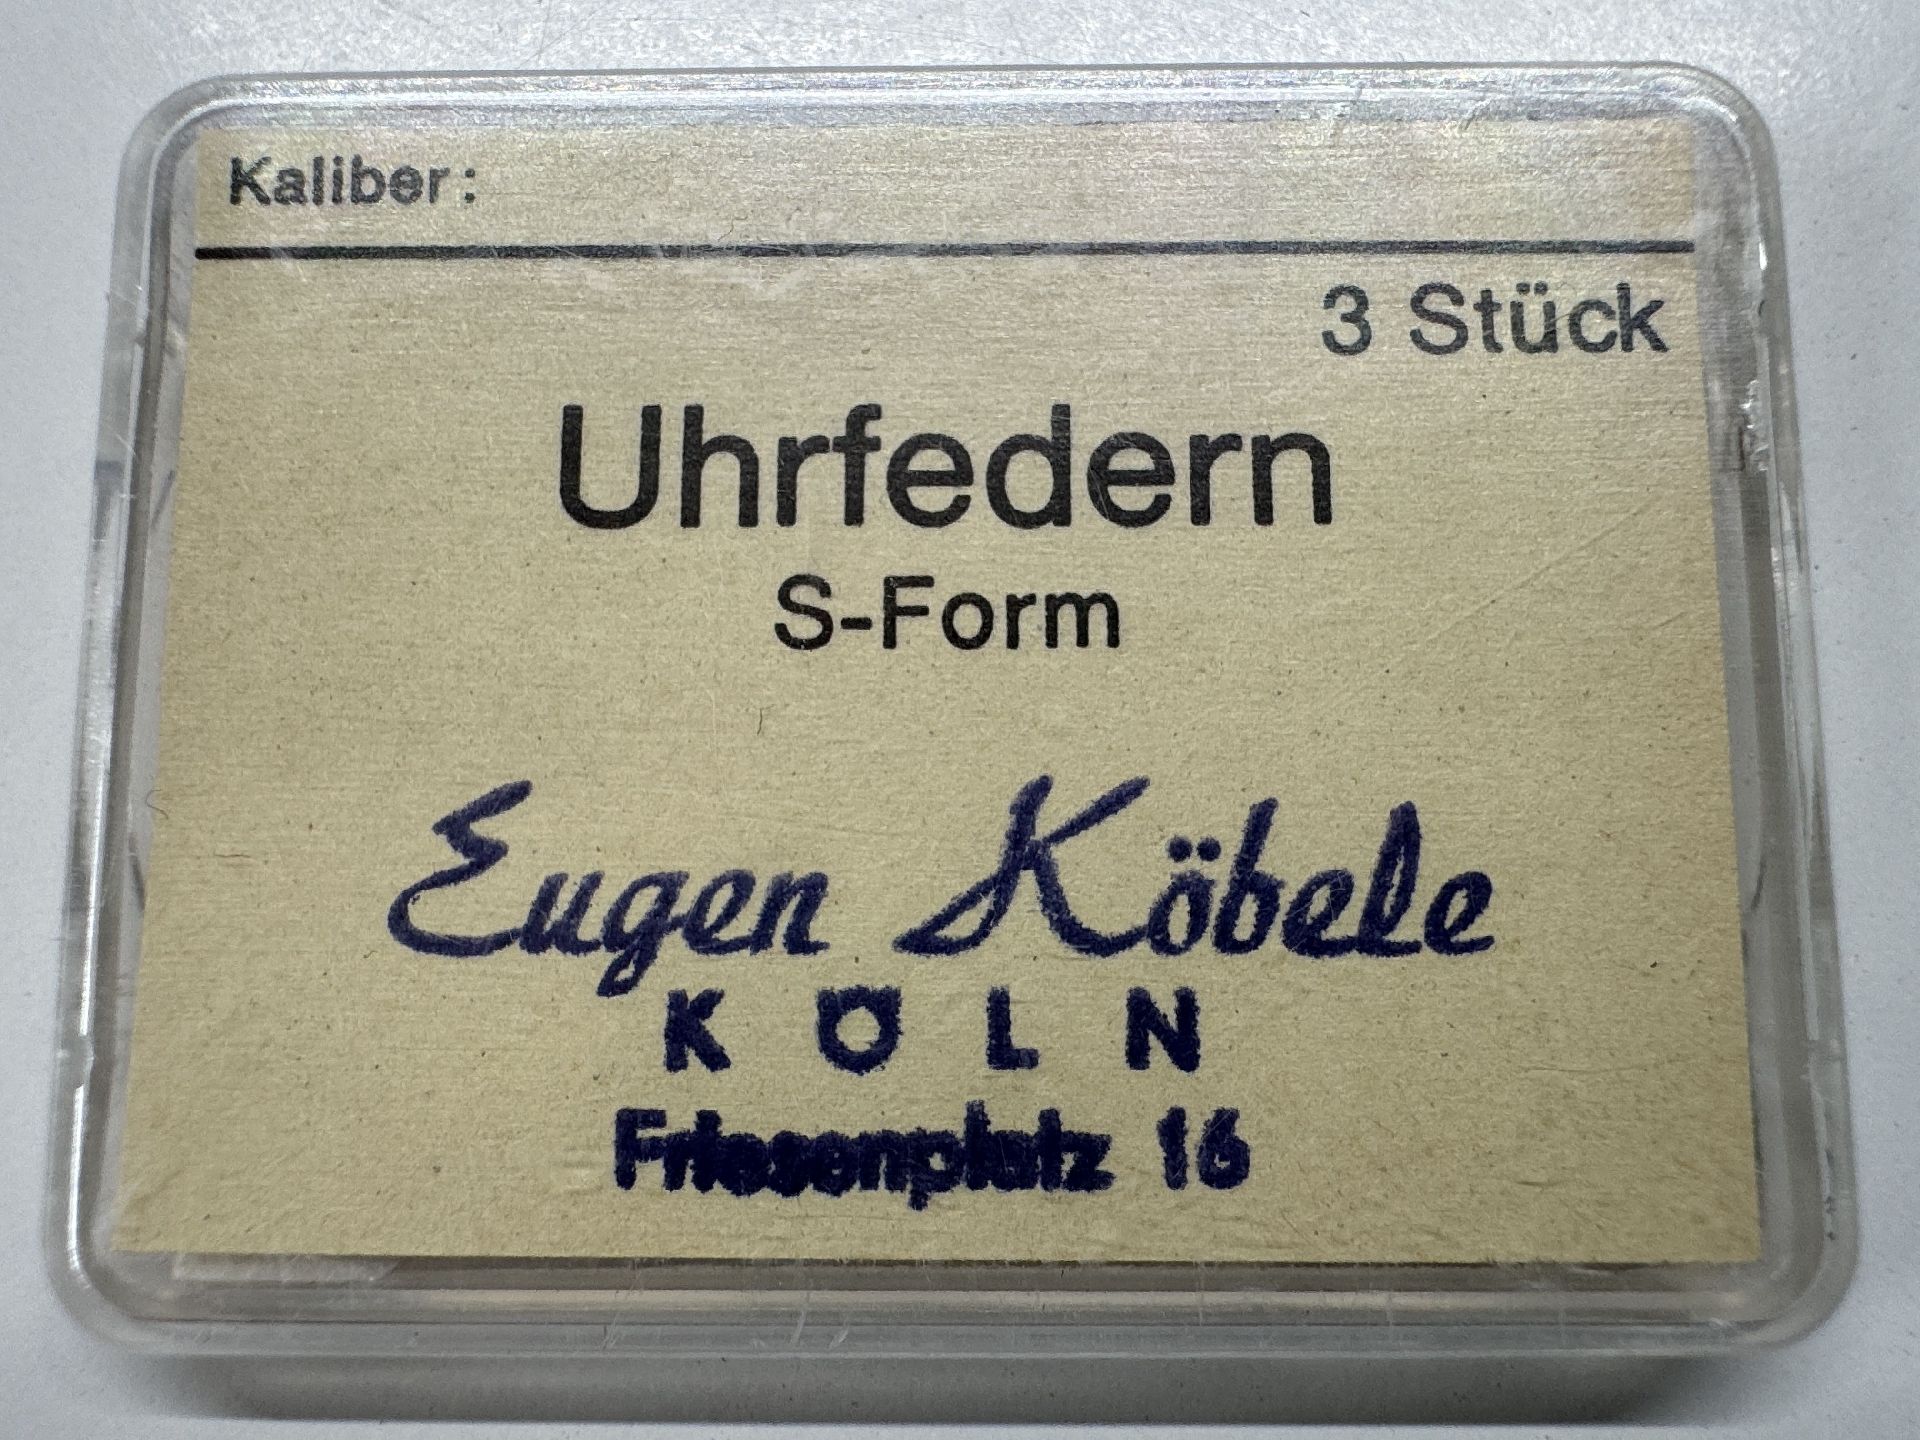 Kaliber:
3 Stück
Uhrfedern
S-Form
Eugen Köbele
KÖLN
Friesenplatz 16